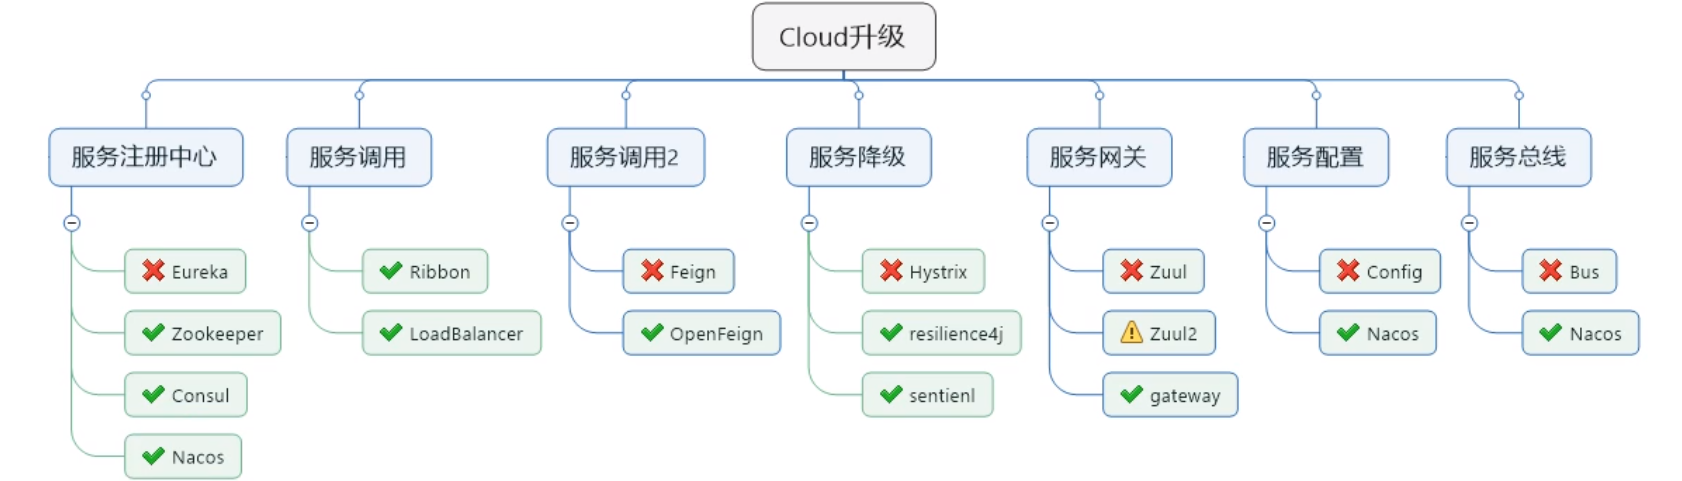 Cloud升级
服务注册中心
Eureka
Zookeeper
Consul
Nacos
服务调用
Ribbon
LoadBalancer
服务调用2
Feign
OpenFeign
服务降级
Hystrix
resilience4j
sentienl
服务网关
Zuul
Zuul2
gateway
服务配置
Config
Nacos
服务总线
Bus
Nacos